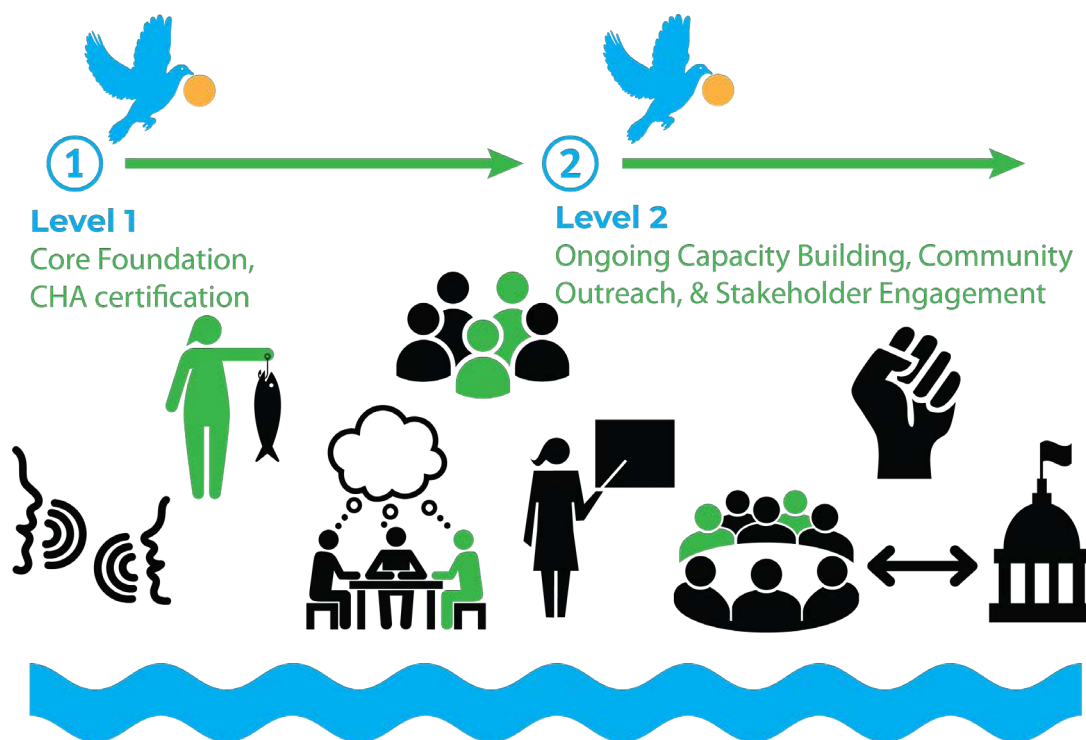 1
Level 1
Core Foundation,
CHA certification
2
Level 2
Ongoing Capacity Building, Community
Outreach, & Stakeholder Engagement